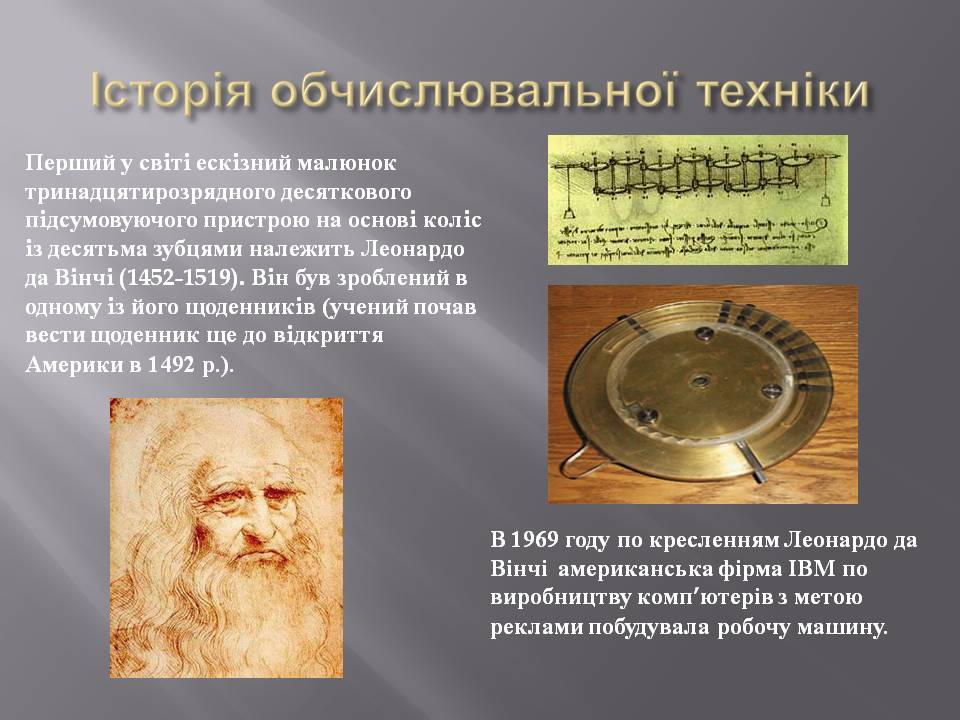 Історія обчислювальної техніки
Перший у світі ескізний малюнок
тринадцятирозрядного десяткового
підсумовуючого пристрою на основі коліс
із десятьма зубцями належить Леонардо
да Вінчі (1452-1519). Він був зроблений в
одному із його щоденників (учений почав
вести щоденник ще до відкриття
Америки в 1492 р.).
В 1969 году по кресленням Леонардо да
Вінчі американська фірма IBM по
виробництву комп′ютерів з метою
реклами побудувала робочу машину.